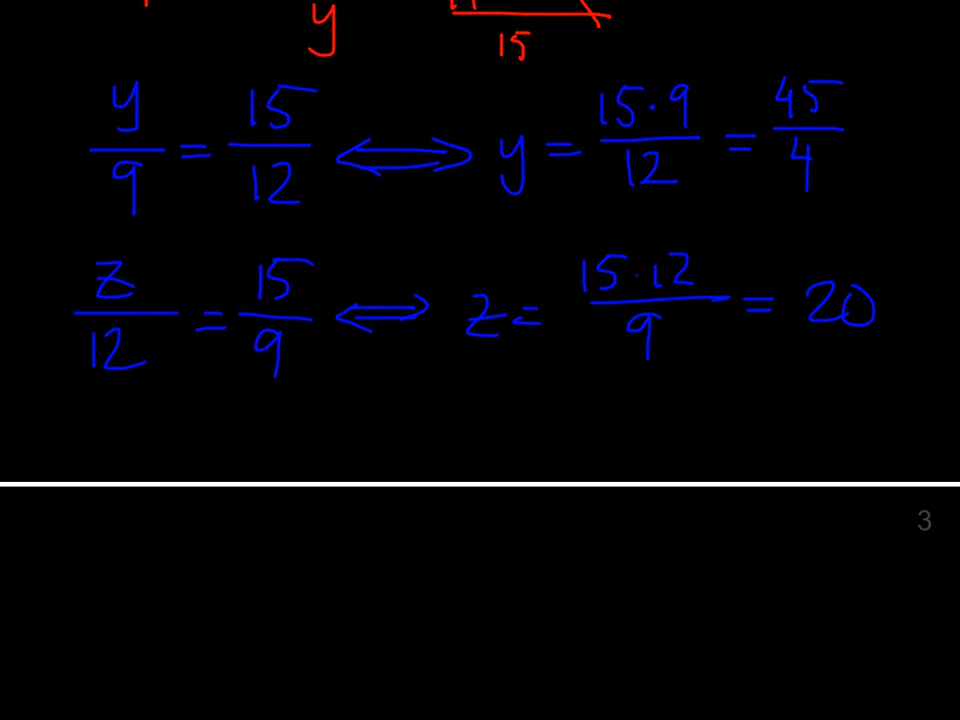 y 15
y/9 = 15/12 ⟺ y = 15·9/12 = 45/4
z/12 = 15/9 ⟺ z = 15·12/9 = 20
3